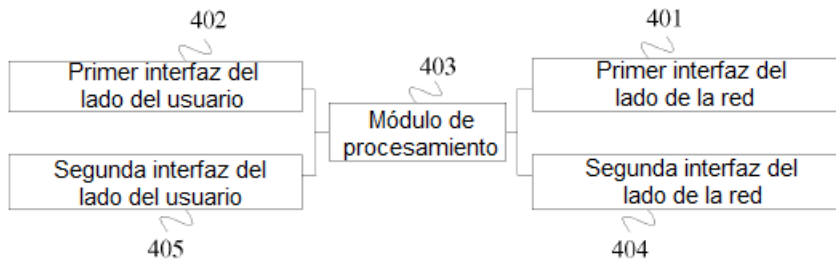 402
Primer interfaz del
lado del usuario
403
Módulo de
procesamiento
401
Primer interfaz del
lado de la red
Segunda interfaz del
lado del usuario
405
Segunda interfaz del
lado de la red
404